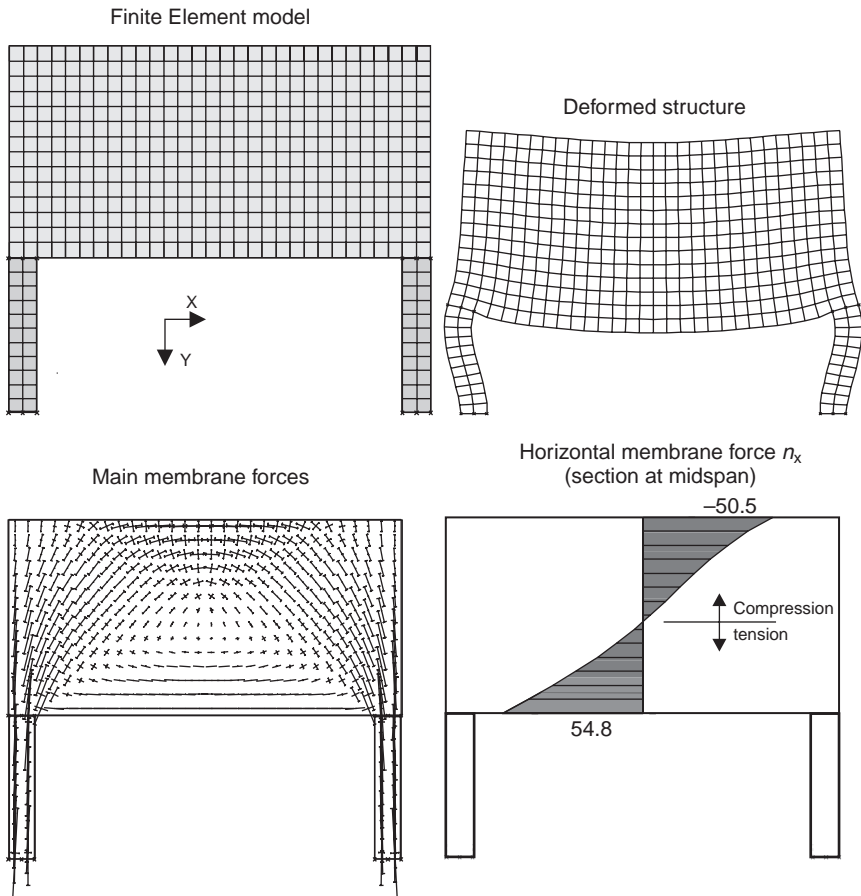 Finite Element model
Deformed structure
X
Y
Main membrane forces
Horizontal membrane force nx
(section at midspan)
–50.5
Compression
tension
54.8